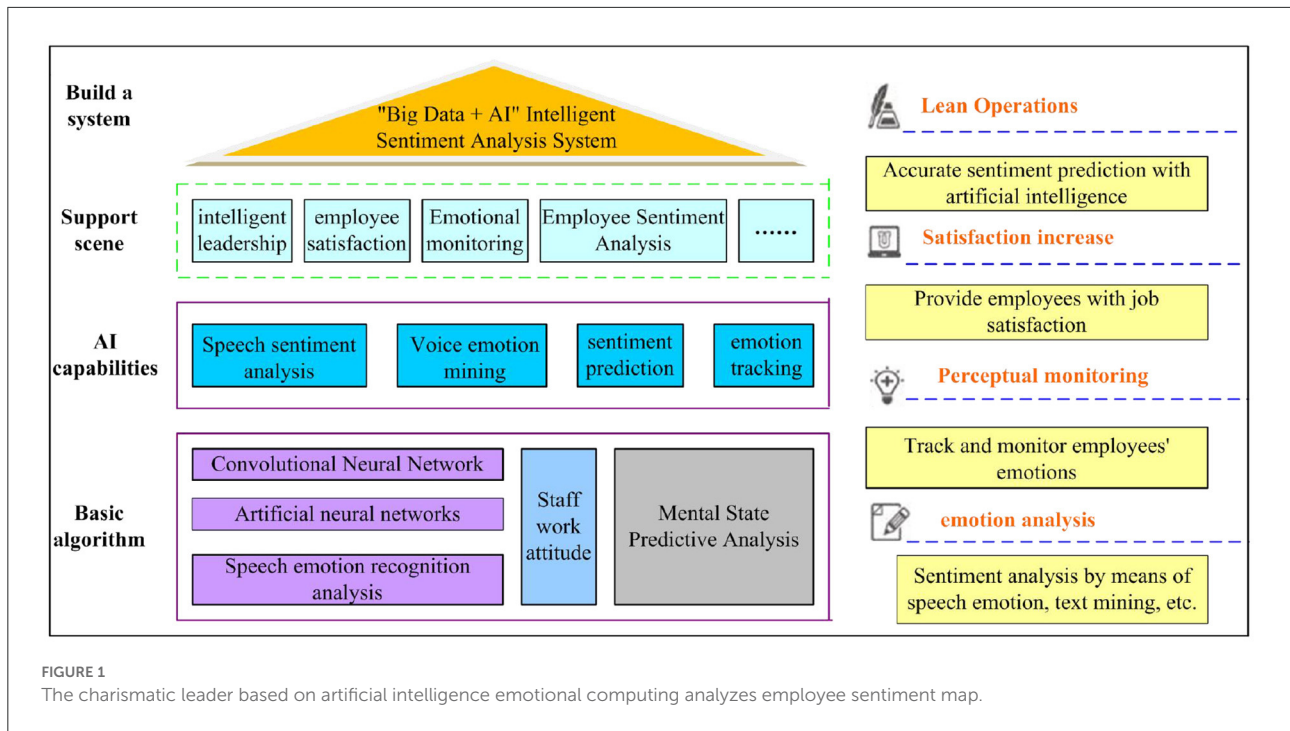 Build a
system
"Big Data + AI" Intelligent
Sentiment Analysis System
Support
scene
intelligent
leadership
employee
satisfaction
Emotional
monitoring
Employee Sentiment
Analysis
......
AI
capabilities
Speech sentiment
analysis
Voice emotion
mining
sentiment
prediction
emotion
tracking
Basic
algorithm
Convolutional Neural Network
Artificial neural networks
Speech emotion recognition
analysis
Staff
work
attitude
Mental State
Predictive Analysis
Lean Operations
Accurate sentiment prediction with
artificial intelligence
Satisfaction increase
Provide employees with job
satisfaction
Perceptual monitoring
Track and monitor employees'
emotions
emotion analysis
Sentiment analysis by means of
speech emotion, text mining, etc.
FIGURE 1
The charismatic leader based on artificial intelligence emotional computing analyzes employee sentiment map.